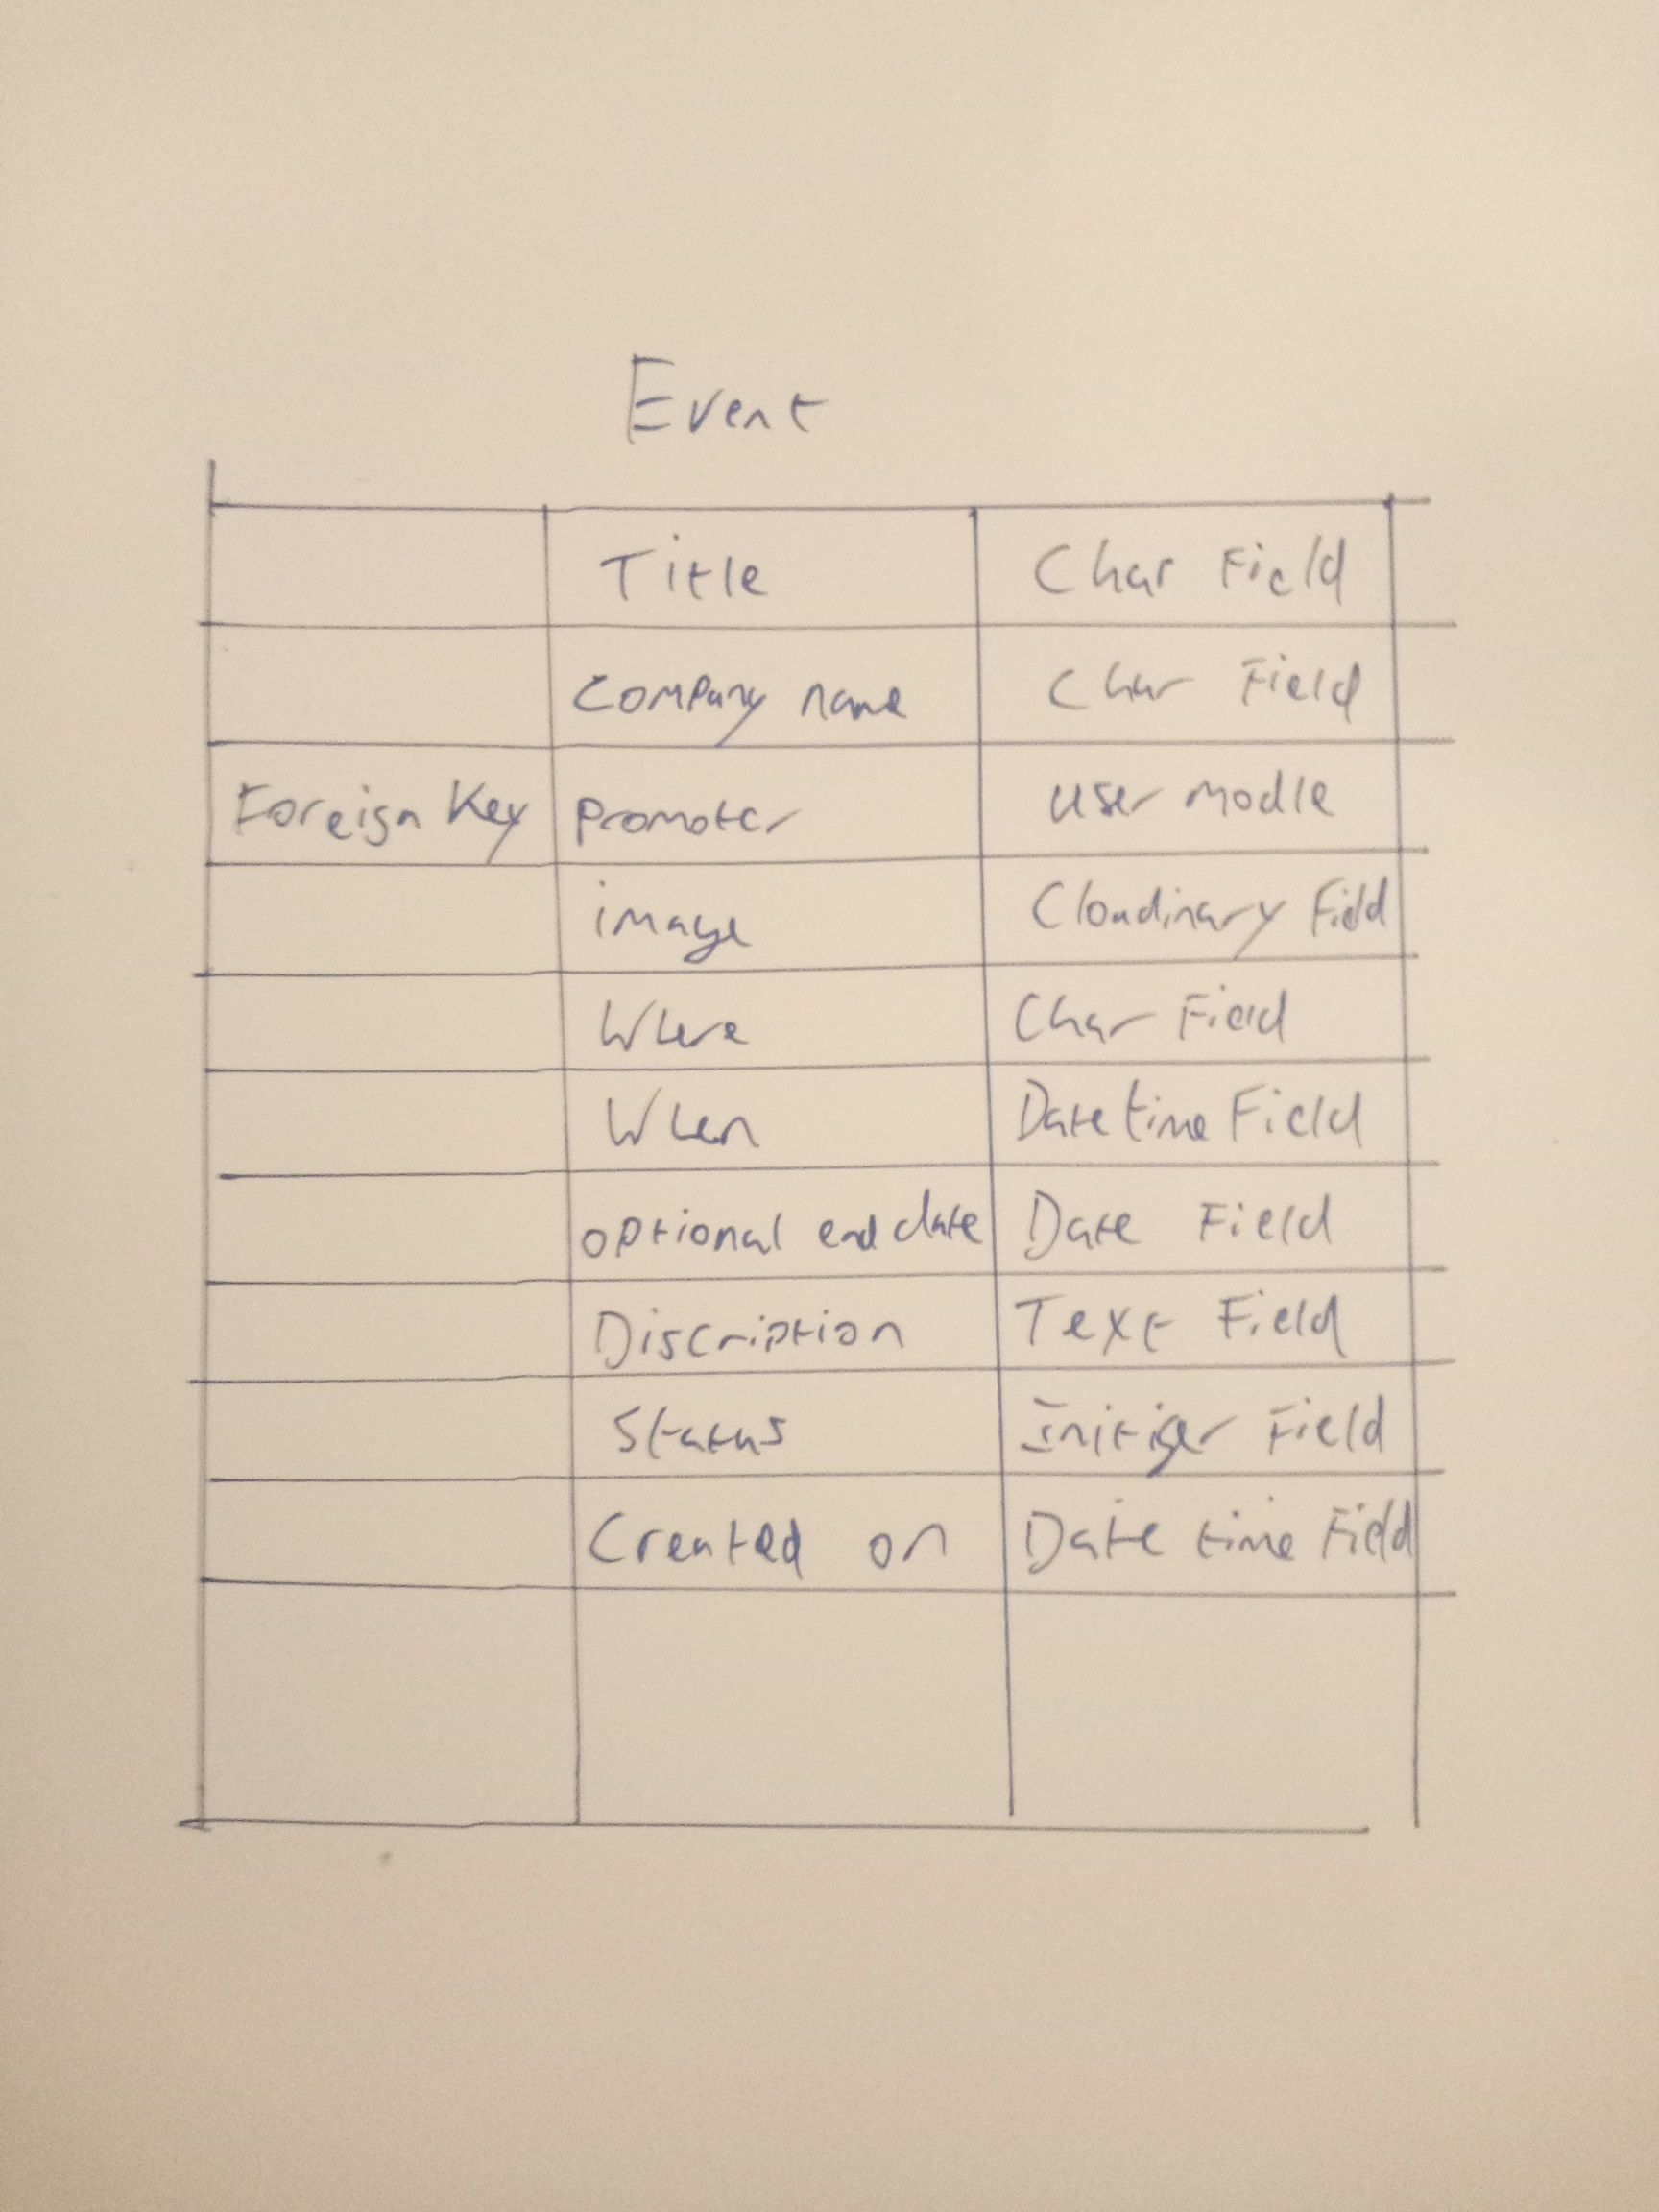 Event
Title Char Field
Company name Char Field
Foreign Key Promoter user modle
image Cloudinary Field
Where Char Field
When Date time Field
optional end date Date Field
Discription Text Field
Status Initiger Field
Created on Date time Field